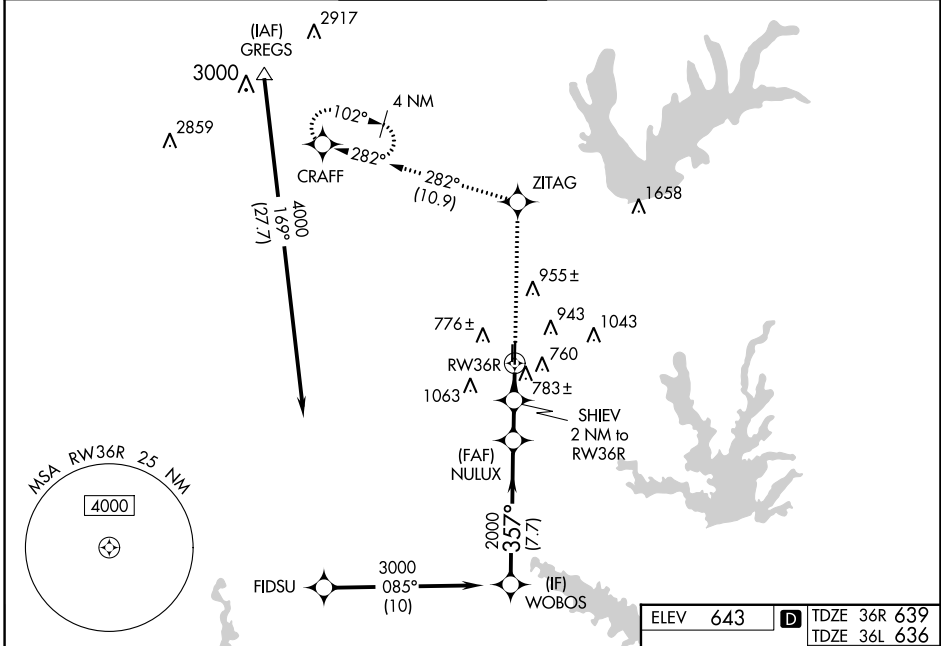 2917
(IAF)
GREGS
3000
4 NM
102°
2859
282°
CRAFF
282°
(10.9)
ZITAG
1658
4000
169°
(27.7)
955±
943
776±
1043
RW36R
760
783±
1063
SHIEV
2 NM to
RW36R
(FAF)
NULUX
MSA RW36R 25 NM
4000
2000
357°
(7.7)
FIDSU
3000
085°
(10)
(IF)
WOBOS
ELEV 643
D
TDZE 36R 639
TDZE 36L 636